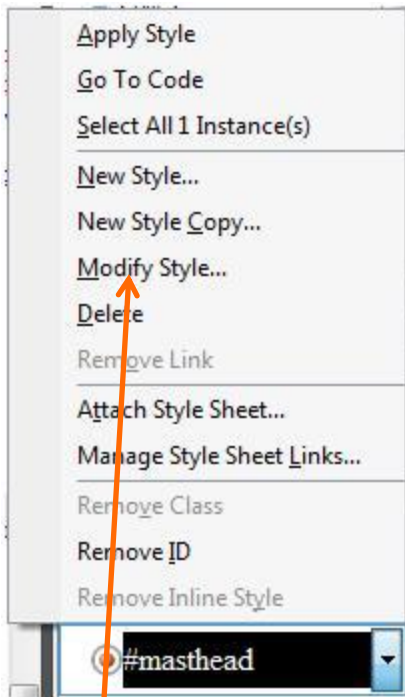 Apply Style
Go To Code
Select All 1 Instance(s)
New Style...
New Style Copy...
Modify Style...
Delete
Remove Link
Attach Style Sheet...
Manage Style Sheet Links...
Remove Class
Remove ID
Remove Inline Style
#masthead